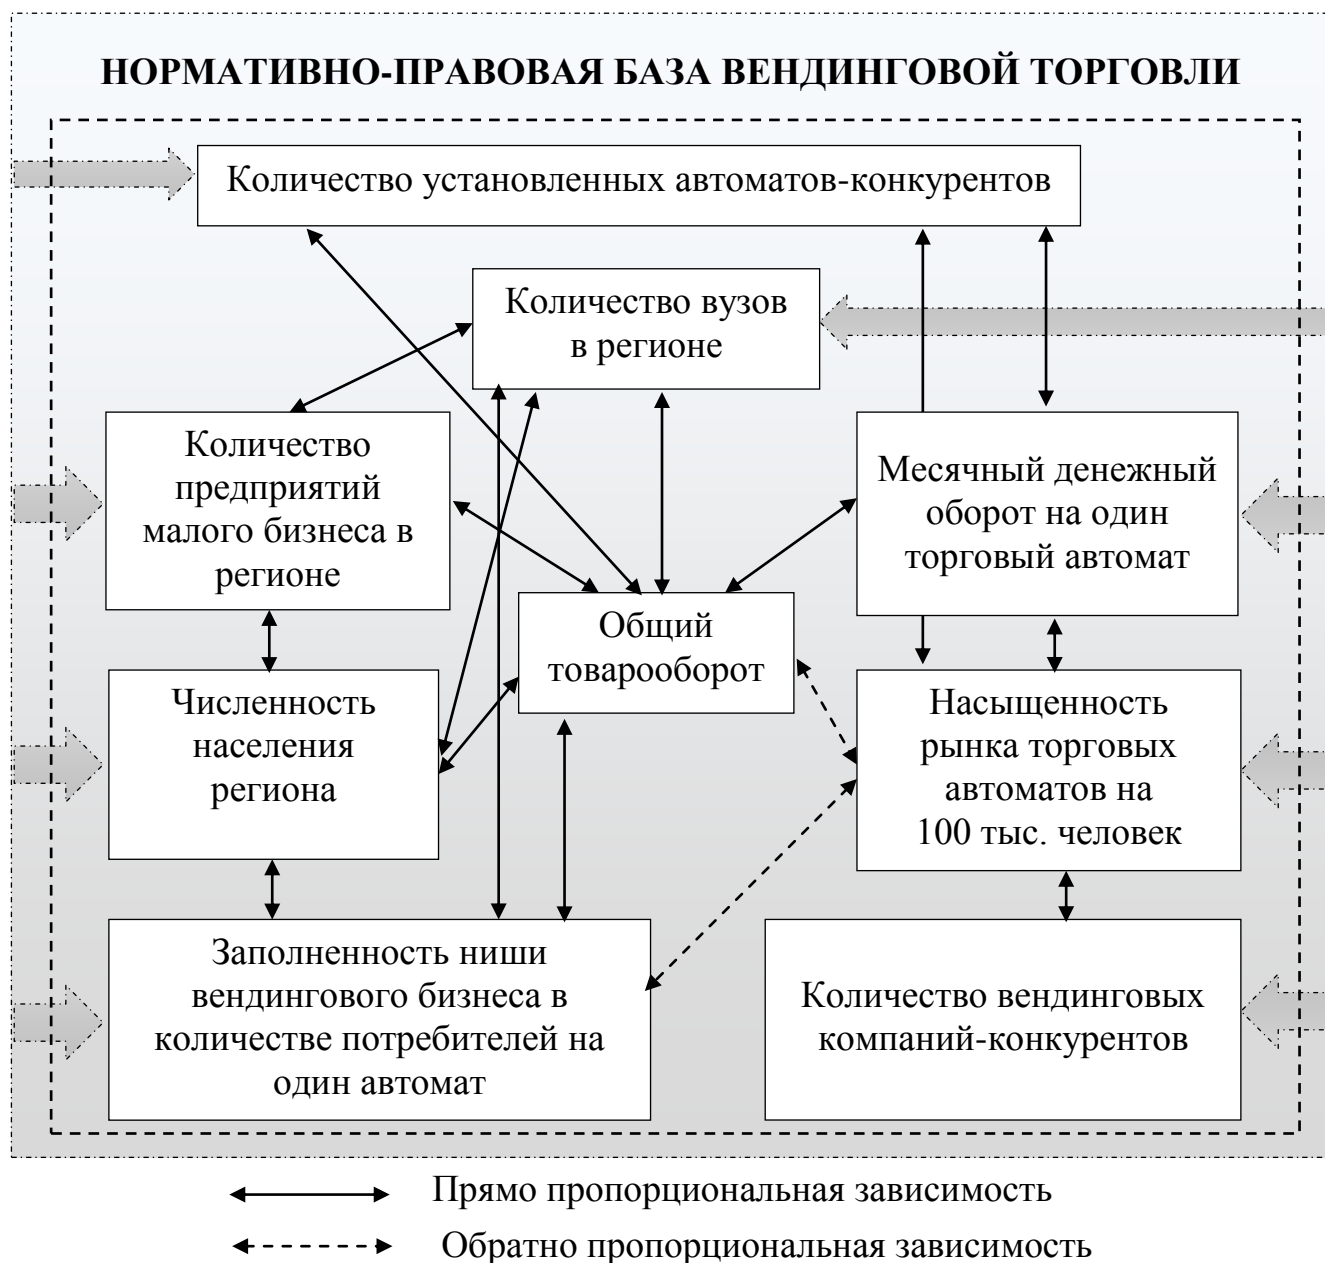 НОРМАТИВНО-ПРАВОВАЯ БАЗА ВЕНДИНГОВОЙ ТОРГОВЛИ
Количество установленных автоматов-конкурентов
Количество вузов
в регионе
Количество
предприятий
малого бизнеса в
регионе
Месячный денежный
оборот на один
торговый автомат
Общий
товарооборот
Численность
населения
региона
Насыщенность
рынка торговых
автоматов на
100 тыс. человек
Заполненность ниши
вендингового бизнеса в
количестве потребителей на
один автомат
Количество вендинговых
компаний-конкурентов
Прямо пропорциональная зависимость
Обратно пропорциональная зависимость